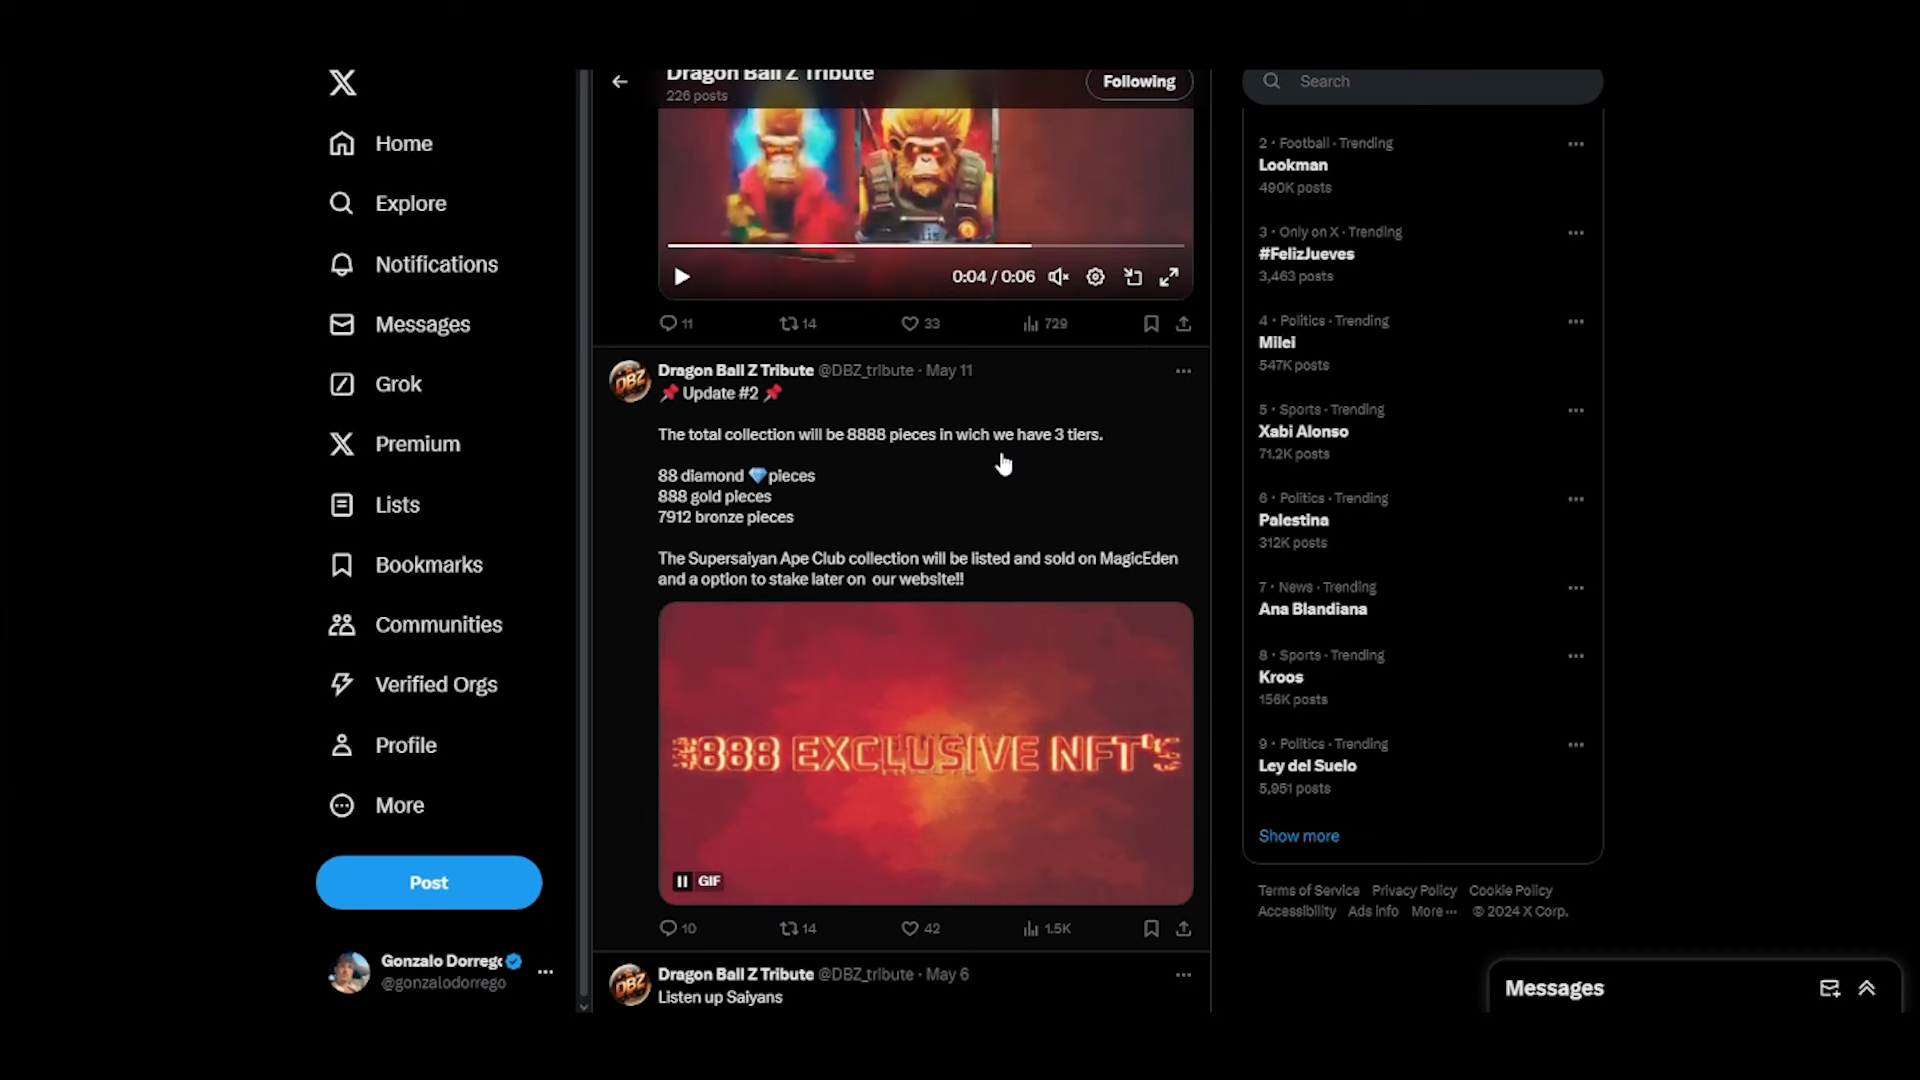 Home
Explore
Notifications
Messages
Grok
Premium
Lists
Bookmarks
Communities
Verified Orgs
Profile
More
Post
Gonzalo Dorreg
@gonzalodorrego
Dragon Ball Z Tribute
226 posts
Following
0:04 / 0:06
11 14 33 729
Dragon Ball Z Tribute @DBZ_tribute · May 11
📌 Update #2 📌
The total collection will be 8888 pieces in wich we have 3 tiers.
88 diamond 💎pieces
888 gold pieces
7912 bronze pieces
The Supersaiyan Ape Club collection will be listed and sold on MagicEden
and a option to stake later on our website!!
EXCLUSIVE NFT'S
GIF
10 14 42 1.5K
Dragon Ball Z Tribute @DBZ_tribute · May 6
Listen up Saiyans
DBZ
DBZ
Search
2 · Football · Trending
Lookman
490K posts
3 · Only on X · Trending
#FelizJueves
3,463 posts
4 · Politics · Trending
Milei
547K posts
5 · Sports · Trending
Xabi Alonso
71.2K posts
6 · Politics · Trending
Palestina
312K posts
7 · News · Trending
Ana Blandiana
8 · Sports · Trending
Kroos
156K posts
9 · Politics · Trending
Ley del Suelo
5,951 posts
Show more
Terms of Service Privacy Policy Cookie Policy
Accessibility Ads info More ··· © 2024 X Corp.
Messages